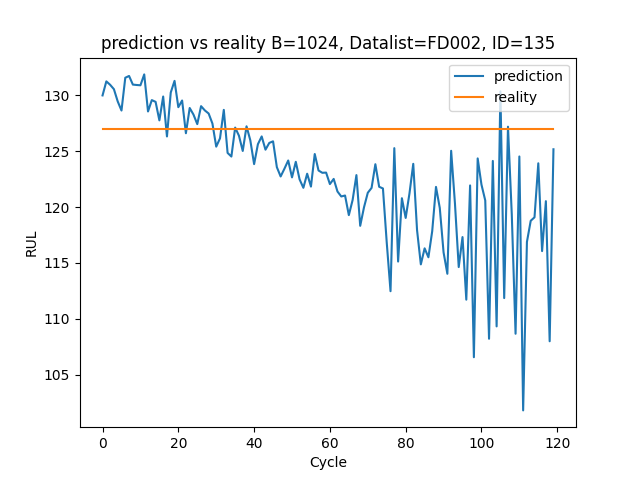 prediction vs reality B=1024, Datalist=FD002, ID=135
prediction
reality
130
125
120
115
110
105
RUL
0 20 40 60 80 100 120
Cycle